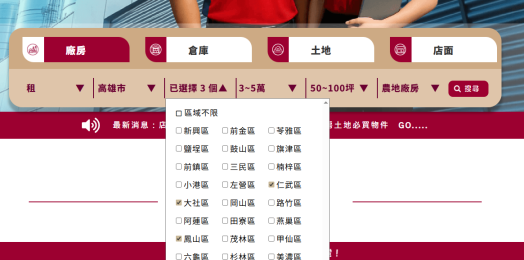 廠房 倉庫 土地 店面
租 高雄市 已選擇 3 個 3~5萬 50~100坪 農地廠房 搜尋
區域不限
最新消息：店 土地必買物件 GO.....
新興區 前金區 苓雅區
鹽埕區 鼓山區 旗津區
前鎮區 三民區 楠梓區
小港區 左營區 仁武區
大社區 岡山區 路竹區
阿蓮區 田寮區 燕巢區
鳳山區 茂林區 甲仙區
六龜區 杉林區 美濃區
！